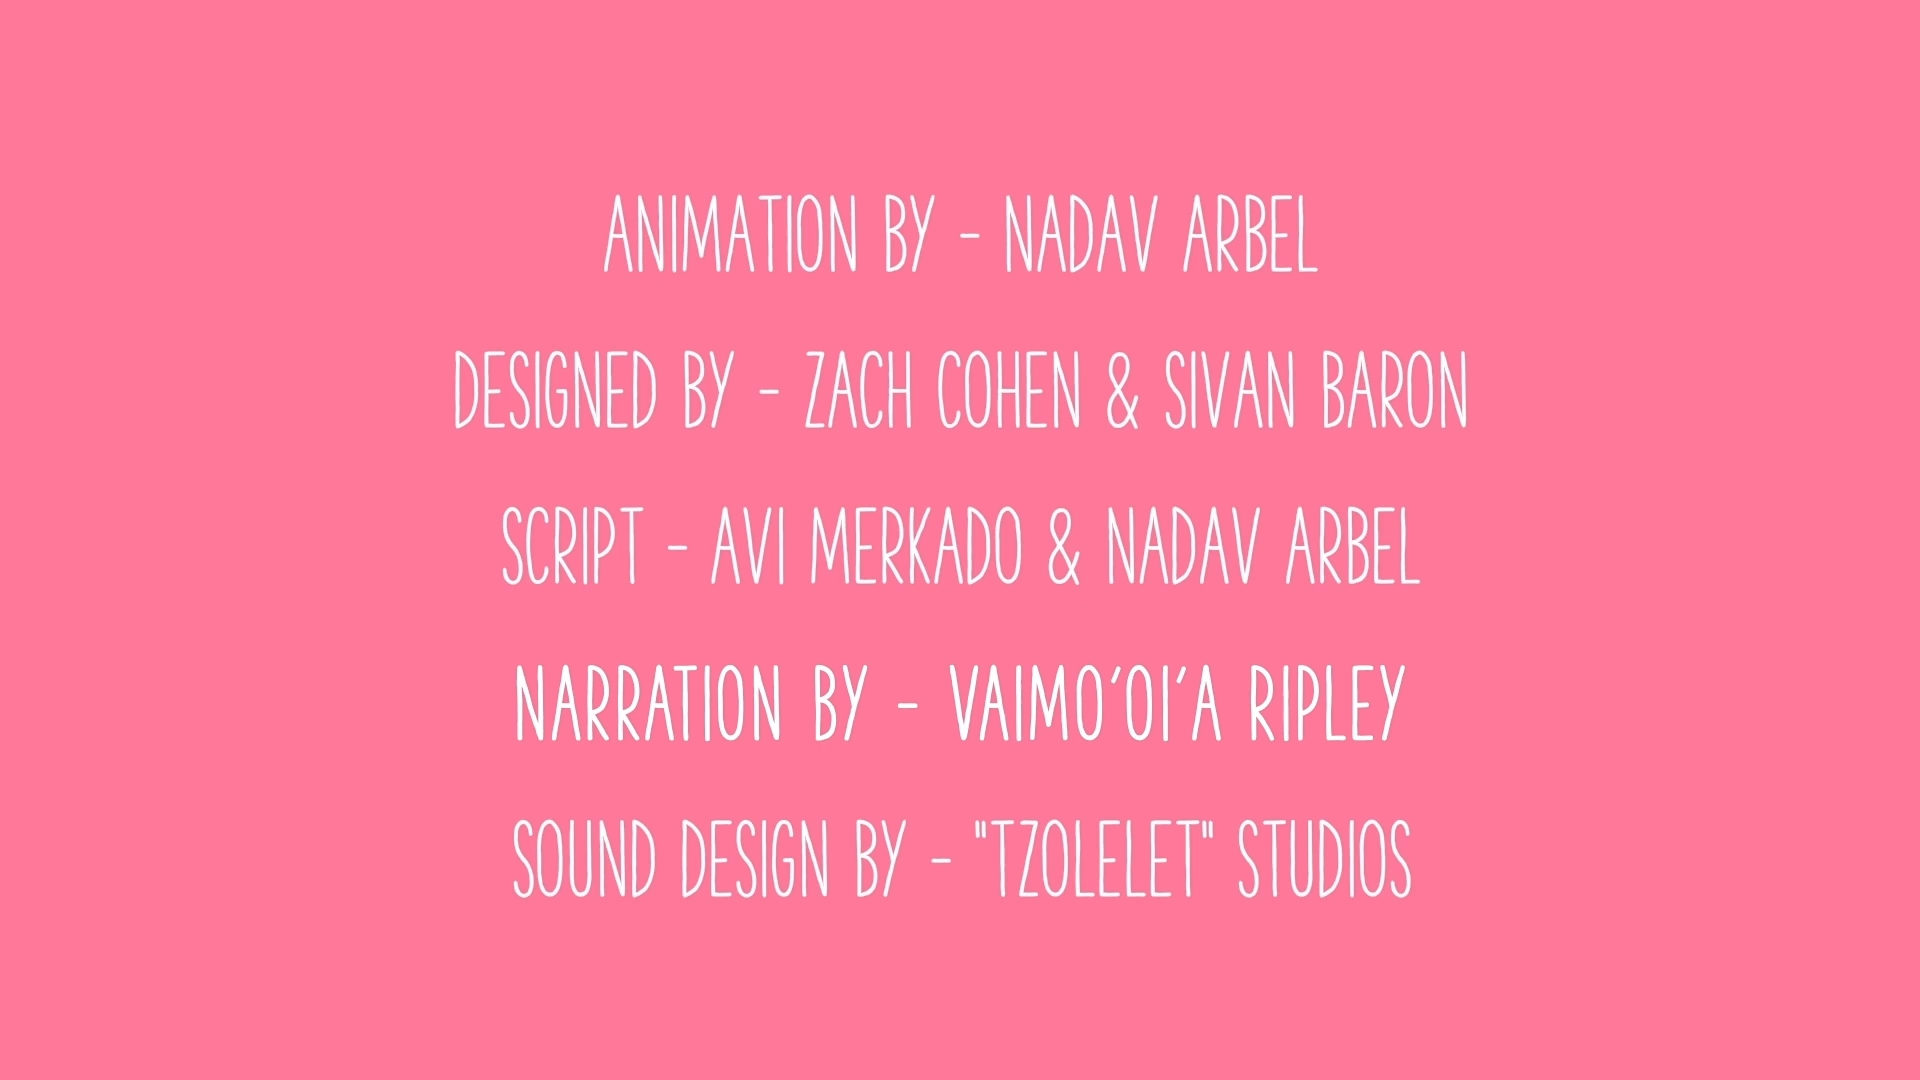 ANIMATION BY - NADAV ARBEL
DESIGNED BY - ZACH COHEN & SIVAN BARON
SCRIPT - AVI MERKADO & NADAV ARBEL
NARRATION BY - VAIMO'OI'A RIPLEY
SOUND DESIGN BY - "TZOLELET" STUDIOS